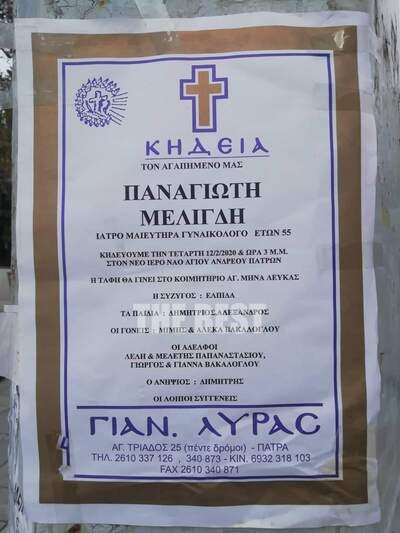 ΚΗΔΕΙΑ
ΤΟΝ ΑΓΑΠΗΜΕΝΟ ΜΑΣ
ΠΑΝΑΓΙΩΤΗ
ΜΕΛΙΓΔΗ
ΙΑΤΡΟ ΜΑΙΕΥΤΗΡΑ ΓΥΝΑΙΚΟΛΟΓΟ ΕΤΩΝ 55
ΚΗΔΕΥΟΥΜΕ ΤΗΝ ΤΕΤΑΡΤΗ 12/2/2020 & ΩΡΑ 3 Μ.Μ.
ΣΤΟΝ ΝΕΟ ΙΕΡΟ ΝΑΟ ΑΓΙΟΥ ΑΝΔΡΕΟΥ ΠΑΤΡΩΝ
Η ΤΑΦΗ ΘΑ ΓΙΝΕΙ ΣΤΟ ΚΟΙΜΗΤΗΡΙΟ ΑΓ. ΜΗΝΑ ΛΕΥΚΑΣ
Η ΣΥΖΥΓΟΣ : ΕΛΠΙΔΑ
ΤΑ ΠΑΙΔΙΑ : ΔΗΜΗΤΡΙΟΣ, ΑΛΕΞΑΝΔΡΟΣ
THE BEST
ΟΙ ΓΟΝΕΙΣ : ΜΙΜΗΣ & ΑΛΕΚΑ ΒΑΚΑΛΟΓΛΟΥ
ΟΙ ΑΔΕΛΦΟΙ
ΛΕΛΗ & ΜΕΛΕΤΗΣ ΠΑΠΑΝΑΣΤΑΣΙΟΥ,
ΓΙΩΡΓΟΣ & ΓΙΑΝΝΑ ΒΑΚΑΛΟΓΛΟΥ
Ο ΑΝΗΨΙΟΣ : ΔΗΜΗΤΡΗΣ
ΟΙ ΛΟΙΠΟΙ ΣΥΓΓΕΝΕΙΣ
ΓΙΑΝ. ΛΥΡΑС
ΑΓ. ΤΡΙΑΔΟΣ 25 (πέντε δρόμοι) - ΠΑΤΡΑ
ΤΗΛ. 2610 337 126 , 340 873 - ΚΙΝ. 6932 318 103
FAX 2610 340 871